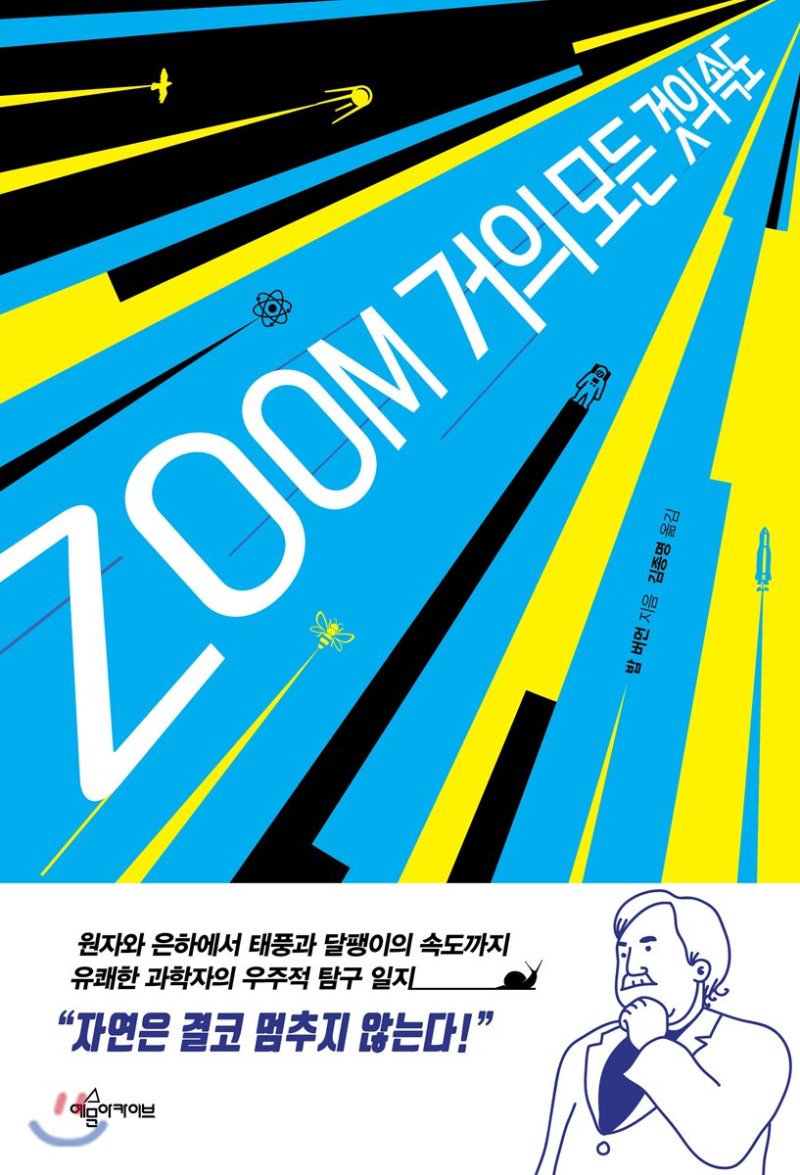 ZOOM 거의 모든 것의 속도
밥 버먼 지음 김종명 옮김
원자와 은하에서 태풍과 달팽이의 속도까지
유쾌한 과학자의 우주적 탐구 일지
“자연은 결코 멈추지 않는다!”
예문아카이브